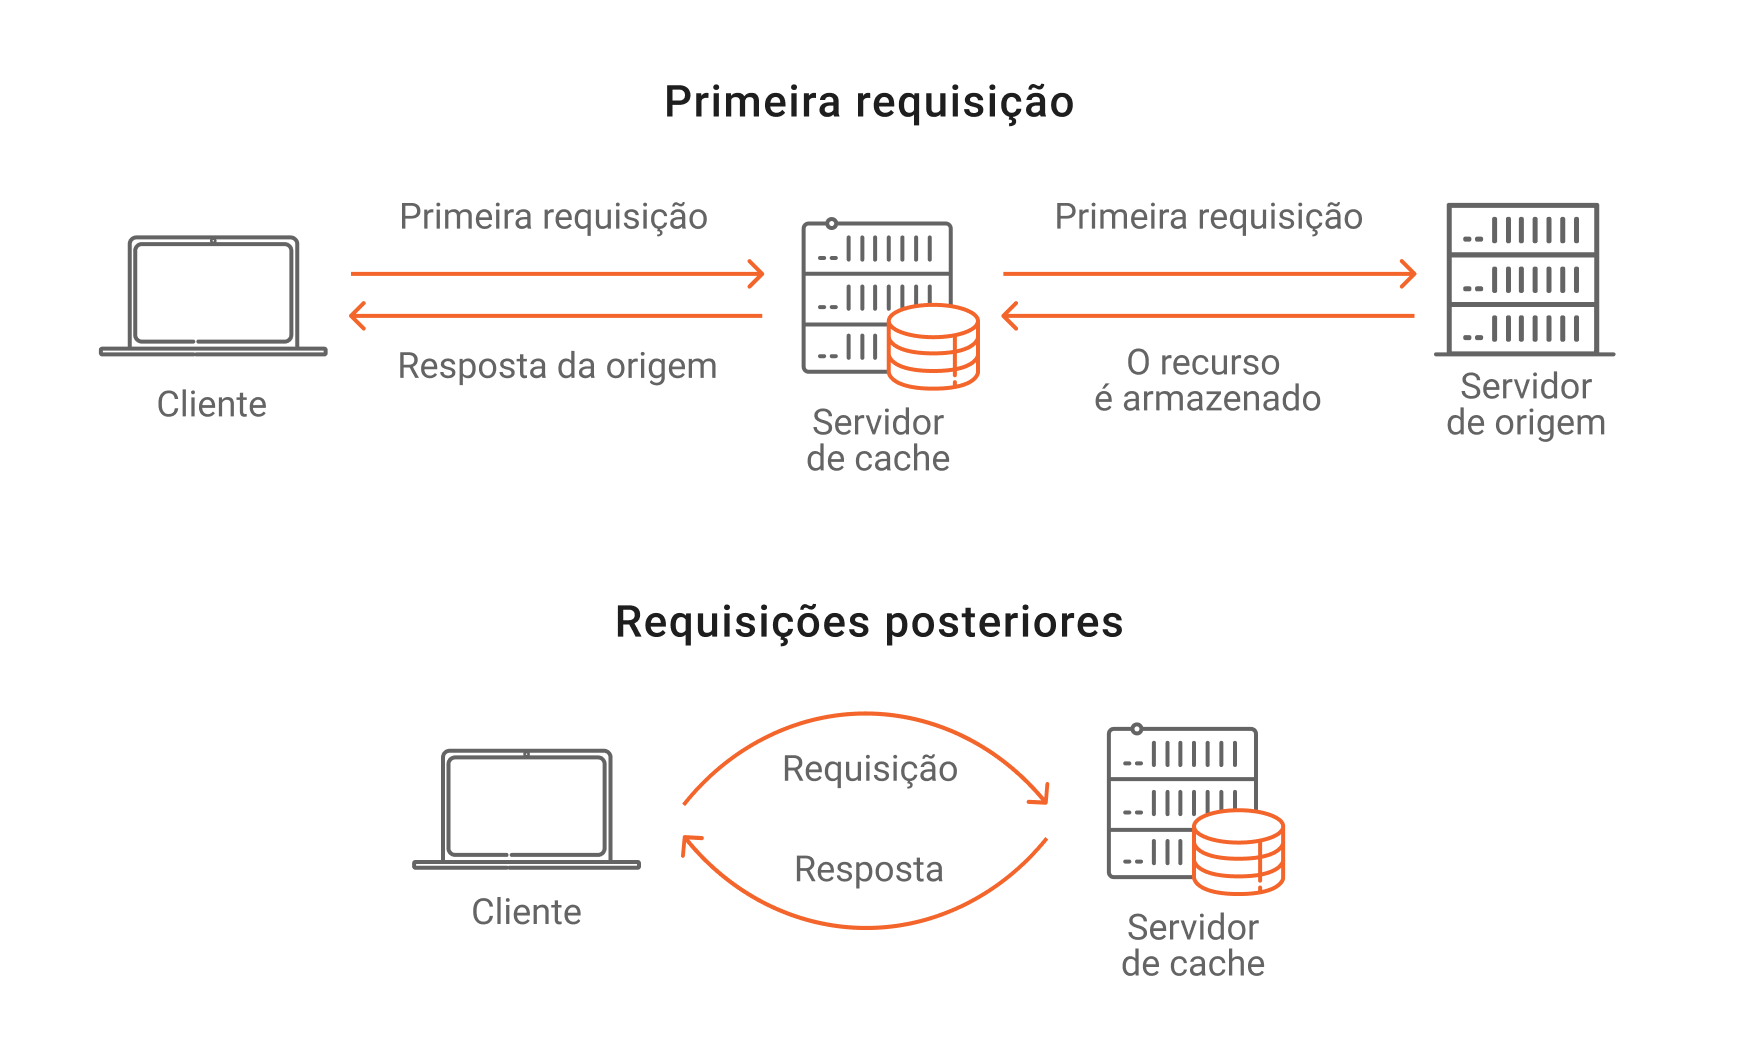 Primeira requisição
Primeira requisição
Primeira requisição
Resposta da origem
O recurso
é armazenado
Cliente
Servidor
de cache
Servidor
de origem
Requisições posteriores
Requisição
Resposta
Cliente
Servidor
de cache